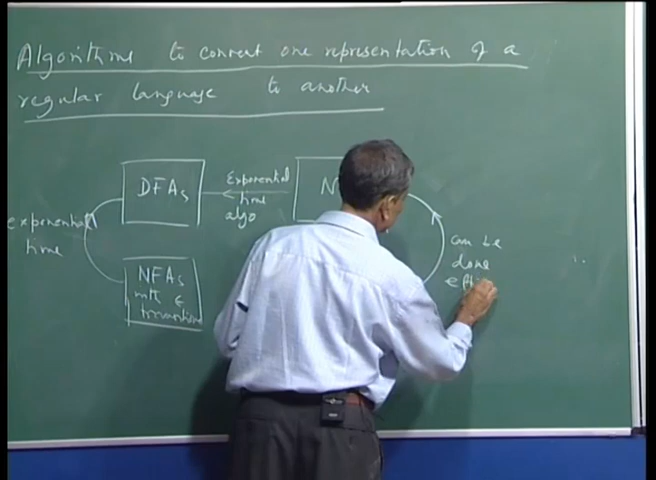 Algorithms to convert one representation of a
regular language to another
DFAs
Exponential
time
algo
N
exponential
time
NFAs
with ϵ
transitions
can be
done